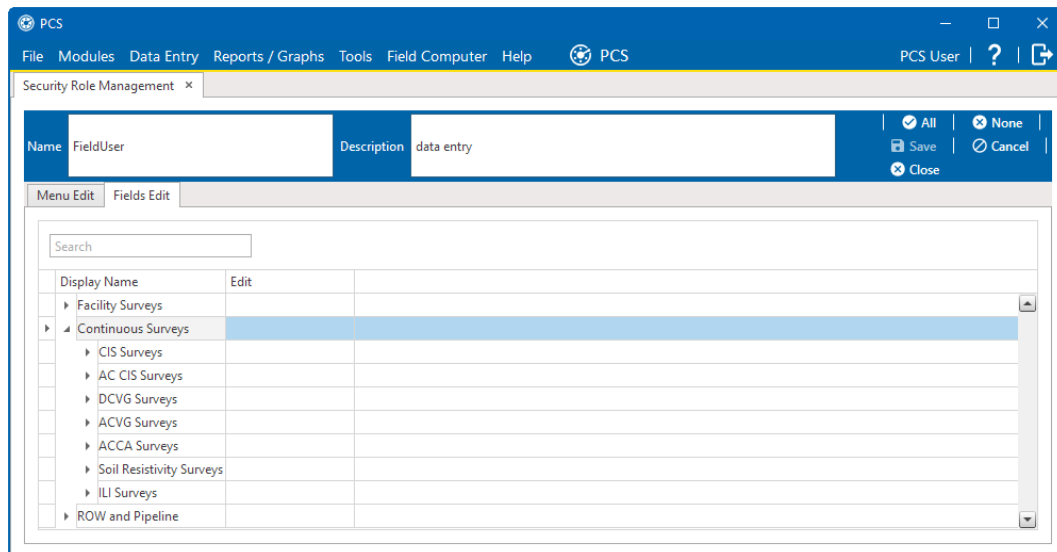 PCS
File Modules Data Entry Reports / Graphs Tools Field Computer Help PCS PCS User ?
Security Role Management ×
Name FieldUser Description data entry All None
Save Cancel
Close
Menu Edit Fields Edit
Search
Display Name Edit
Facility Surveys
Continuous Surveys
CIS Surveys
AC CIS Surveys
DCVG Surveys
ACVG Surveys
ACCA Surveys
Soil Resistivity Surveys
ILI Surveys
ROW and Pipeline